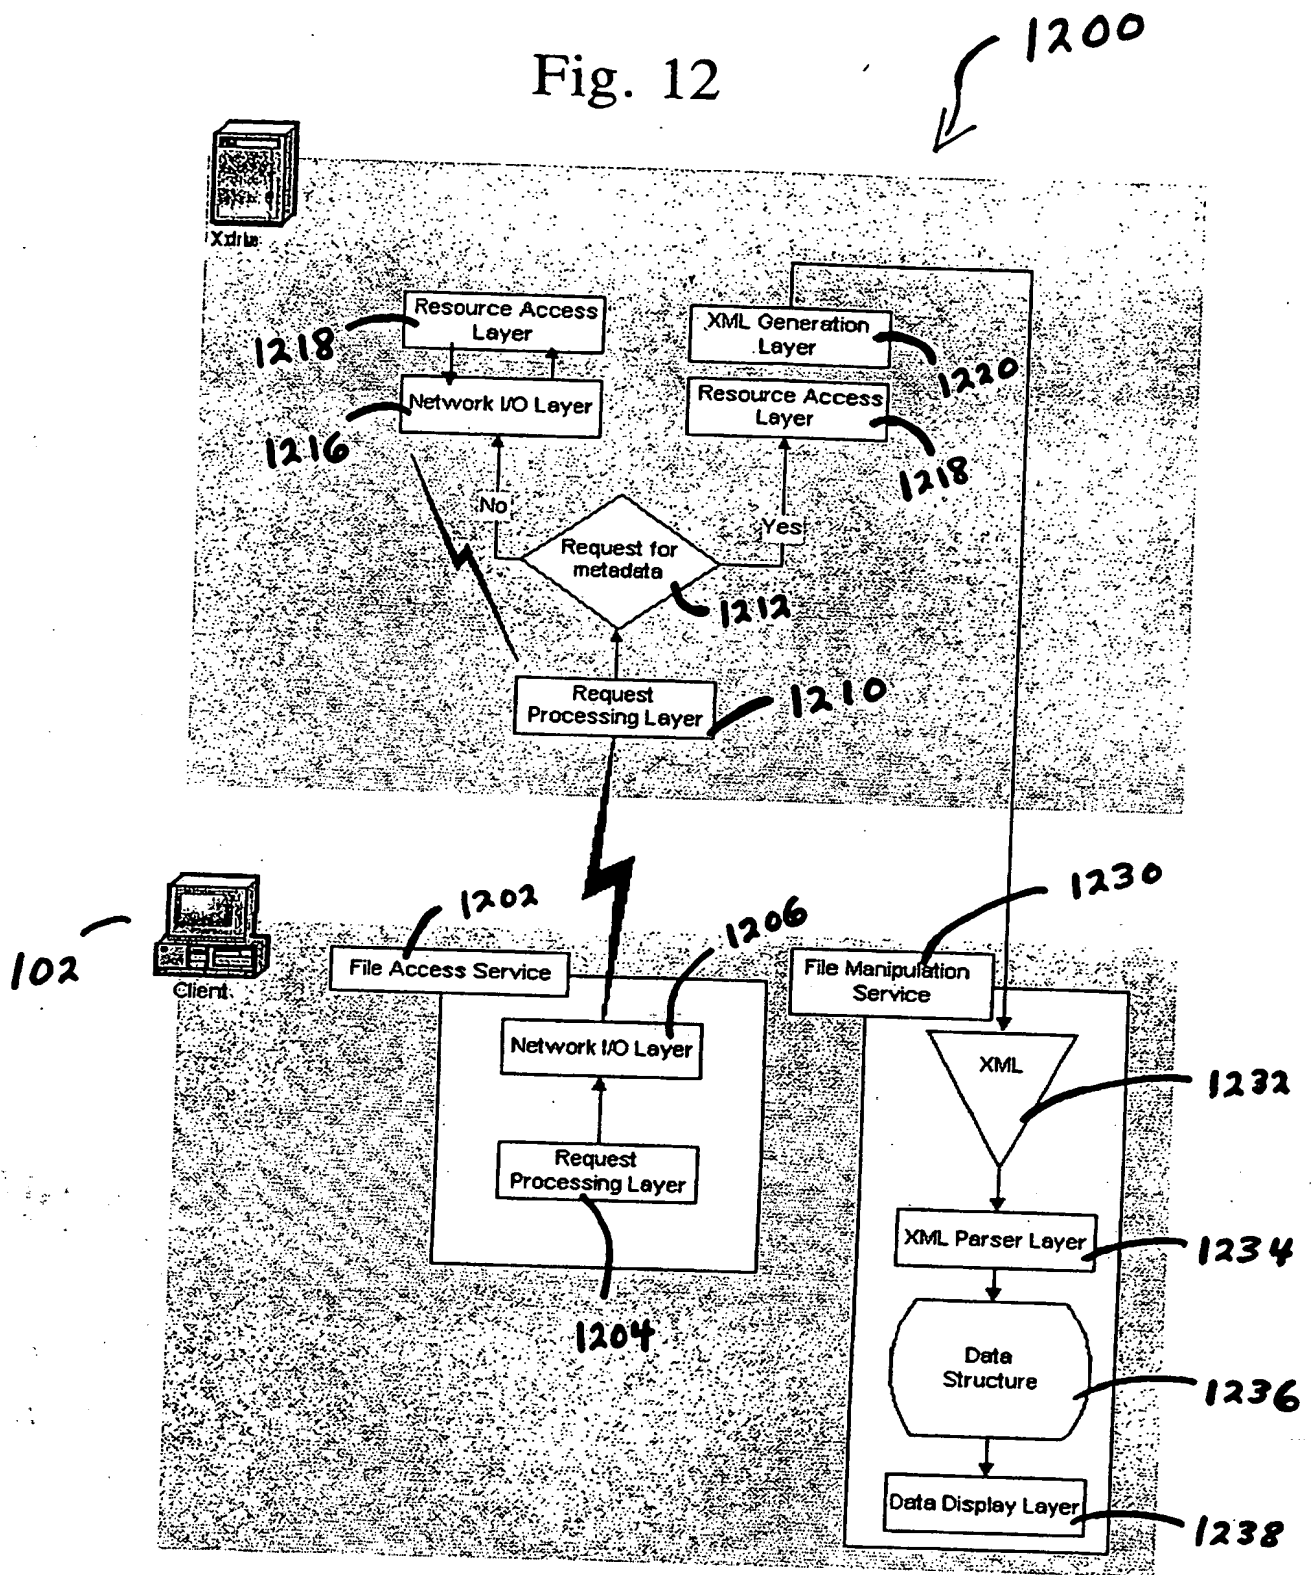 Fig. 12
1200
Xdrive
Resource Access
Layer
1218
XML Generation
Layer
1220
Network I/O Layer
1216
Resource Access
Layer
1218
No
Yes
Request for
metadata
1212
Request
Processing Layer
1210
102
Client
1202
File Access Service
1206
Network I/O Layer
Request
Processing Layer
1204
1230
File Manipulation
Service
XML
1232
XML Parser Layer
1234
Data
Structure
1236
Data Display Layer
1238